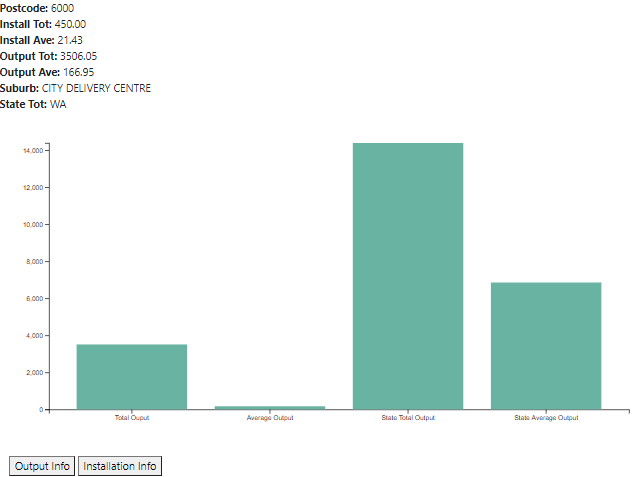 Postcode: 6000
Install Tot: 450.00
Install Ave: 21.43
Output Tot: 3506.05
Output Ave: 166.95
Suburb: CITY DELIVERY CENTRE
State Tot: WA
14,000
12,000
10,000
8,000
6,000
4,000
2,000
0
Total Ouput Average Output State Total Output State Average Output
Output Info Installation Info